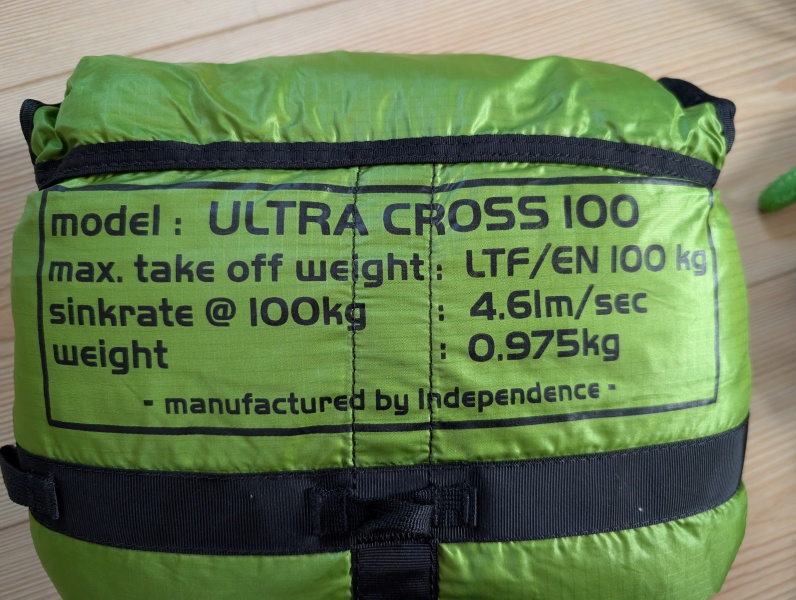 model : ULTRA CROSS 100
max. take off weight : LTF/EN 100 kg
sinkrate @ 100kg : 4.61m/sec
weight : 0.975kg
- manufactured by Independence -